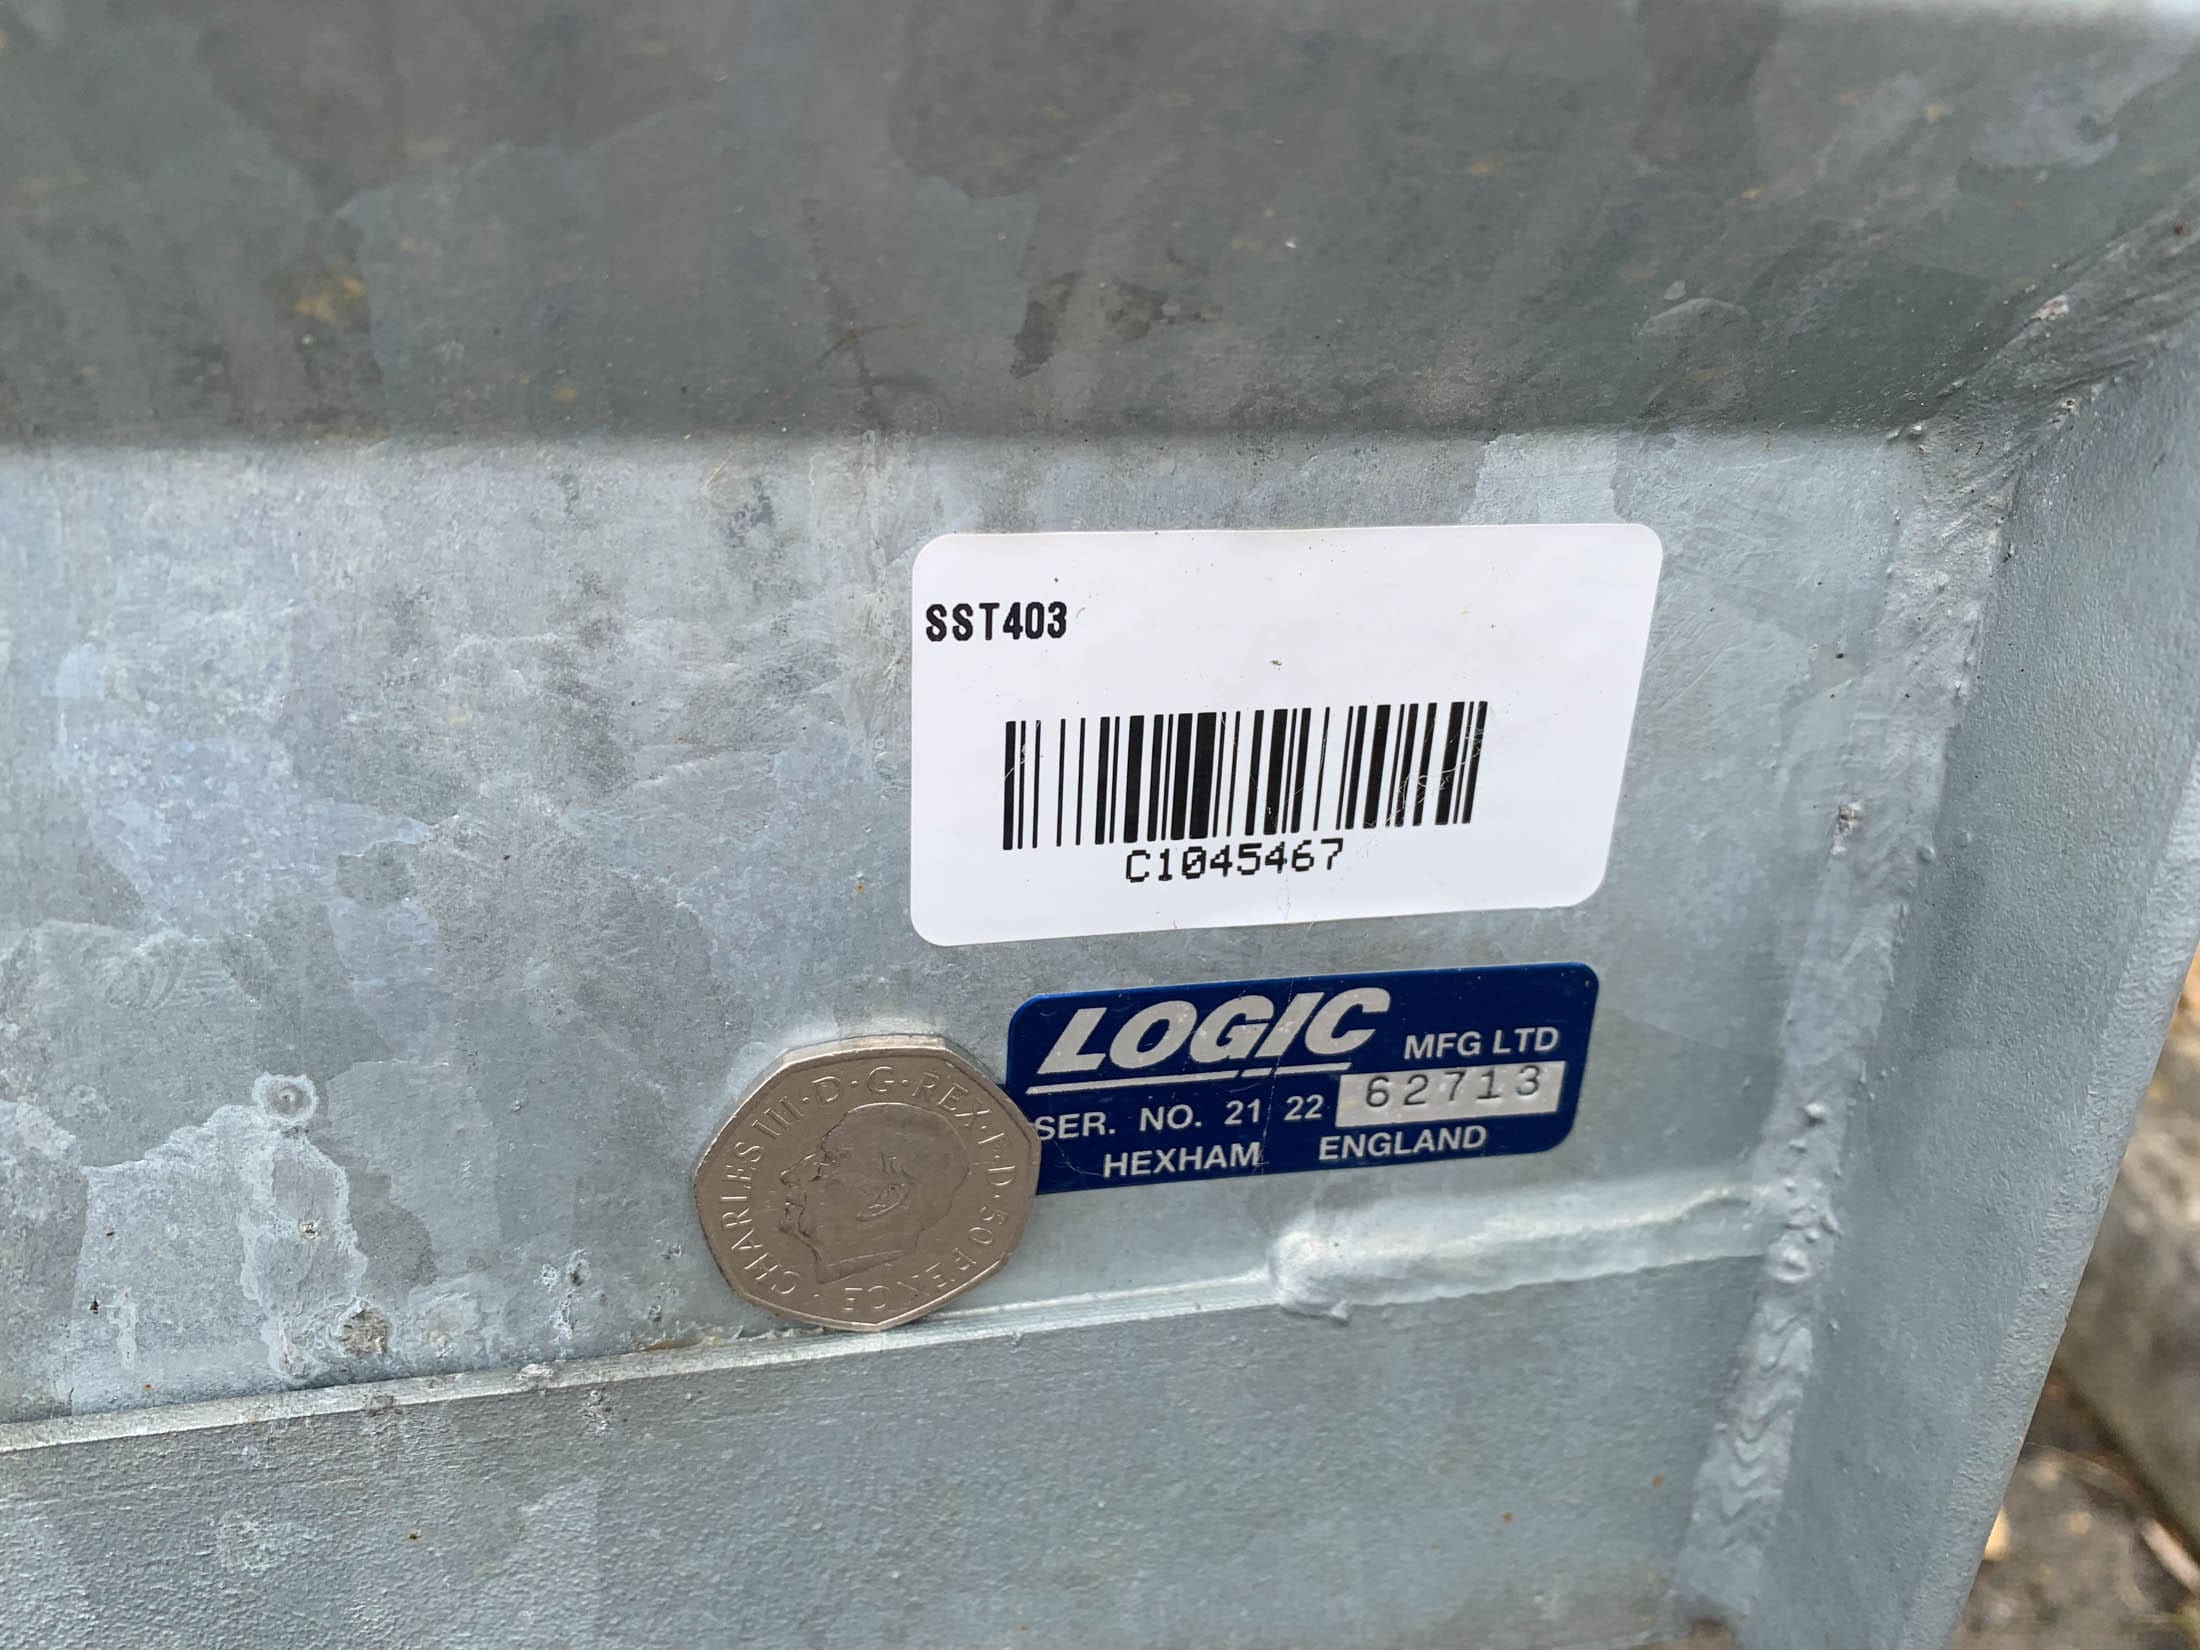 SST403
C1045467
LOGIC MFG LTD
SER. NO. 21 22 62713
HEXHAM ENGLAND
CHARLES III · D · G · REX · F · D · 50 PENCE ·